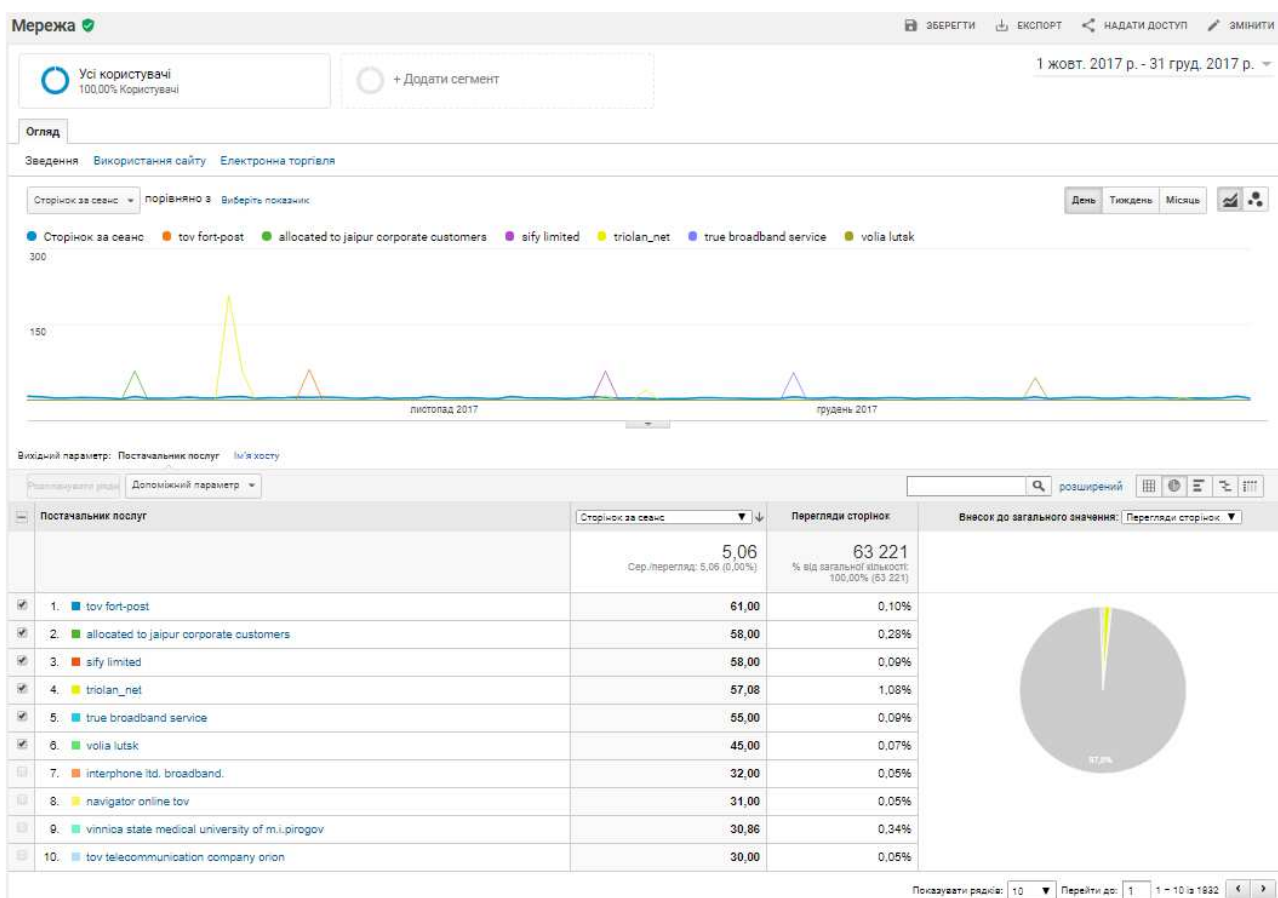 Мережа
ЗБЕРЕГТИ ЕКСПОРТ НАДАТИ ДОСТУП ЗМІНИТИ
Усі користувачі
100,00% Користувачі
+ Додати сегмент
1 жовт. 2017 р. - 31 груд. 2017 р.
Огляд
Зведення Використання сайту Електронна торгівля
Сторінок за сеанс порівняно з Виберіть показник
День Тиждень Місяць
Сторінок за сеанс tov fort-post allocated to jaipur corporate customers sify limited triolan_net true broadband service volia lutsk
300
150
листопад 2017 грудень 2017
Вихідний параметр: Постачальник послуг Ім'я хосту
Допоміжний параметр
розширений
Постачальник послуг Сторінок за сеанс Перегляди сторінок Внесок до загального значення: Перегляди сторінок
5,06 63 221
Сер./перегляд: 5,06 (0,00%) % від загальної кількості:
100,00% (63 221)
1. tov fort-post 61,00 0,10%
2. allocated to jaipur corporate customers 58,00 0,28%
3. sify limited 58,00 0,09%
4. triolan_net 57,08 1,08%
5. true broadband service 55,00 0,09%
6. volia lutsk 45,00 0,07%
7. interphone ltd. broadband. 32,00 0,05%
8. navigator online tov 31,00 0,05%
9. vinnica state medical university of m.i.pirogov 30,86 0,34%
10. tov telecommunication company orion 30,00 0,05%
Показувати рядків: 10 Перейти до: 1 1 – 10 із 1832